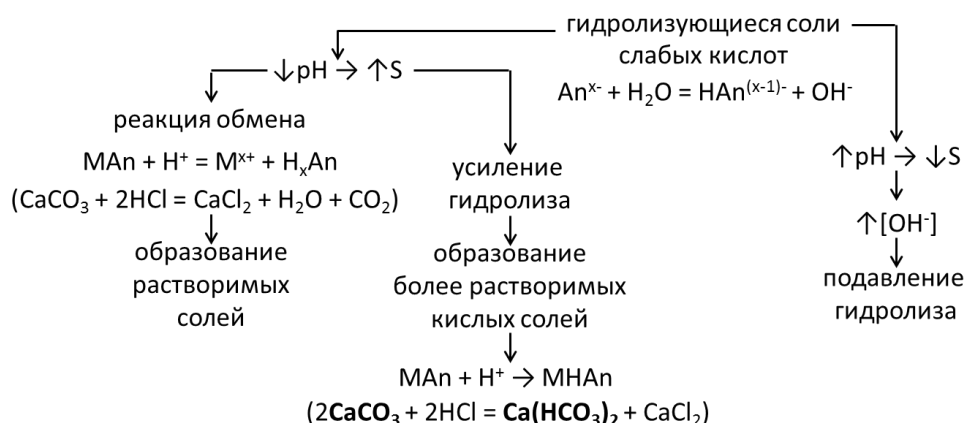 гидролизующиеся соли
слабых кислот
Anˣ⁻ + H₂O = HAn⁽ˣ⁻¹⁾⁻ + OH⁻
↓pH → ↑S
реакция обмена
MAn + H⁺ = Mˣ⁺ + HₓAn
(CaCO₃ + 2HCl = CaCl₂ + H₂O + CO₂)
образование
растворимых
солей
усиление
гидролиза
образование
более растворимых
кислых солей
MAn + H⁺ → MHAn
(2CaCO₃ + 2HCl = Ca(HCO₃)₂ + CaCl₂)
↑pH → ↓S
↑[OH⁻]
подавление
гидролиза